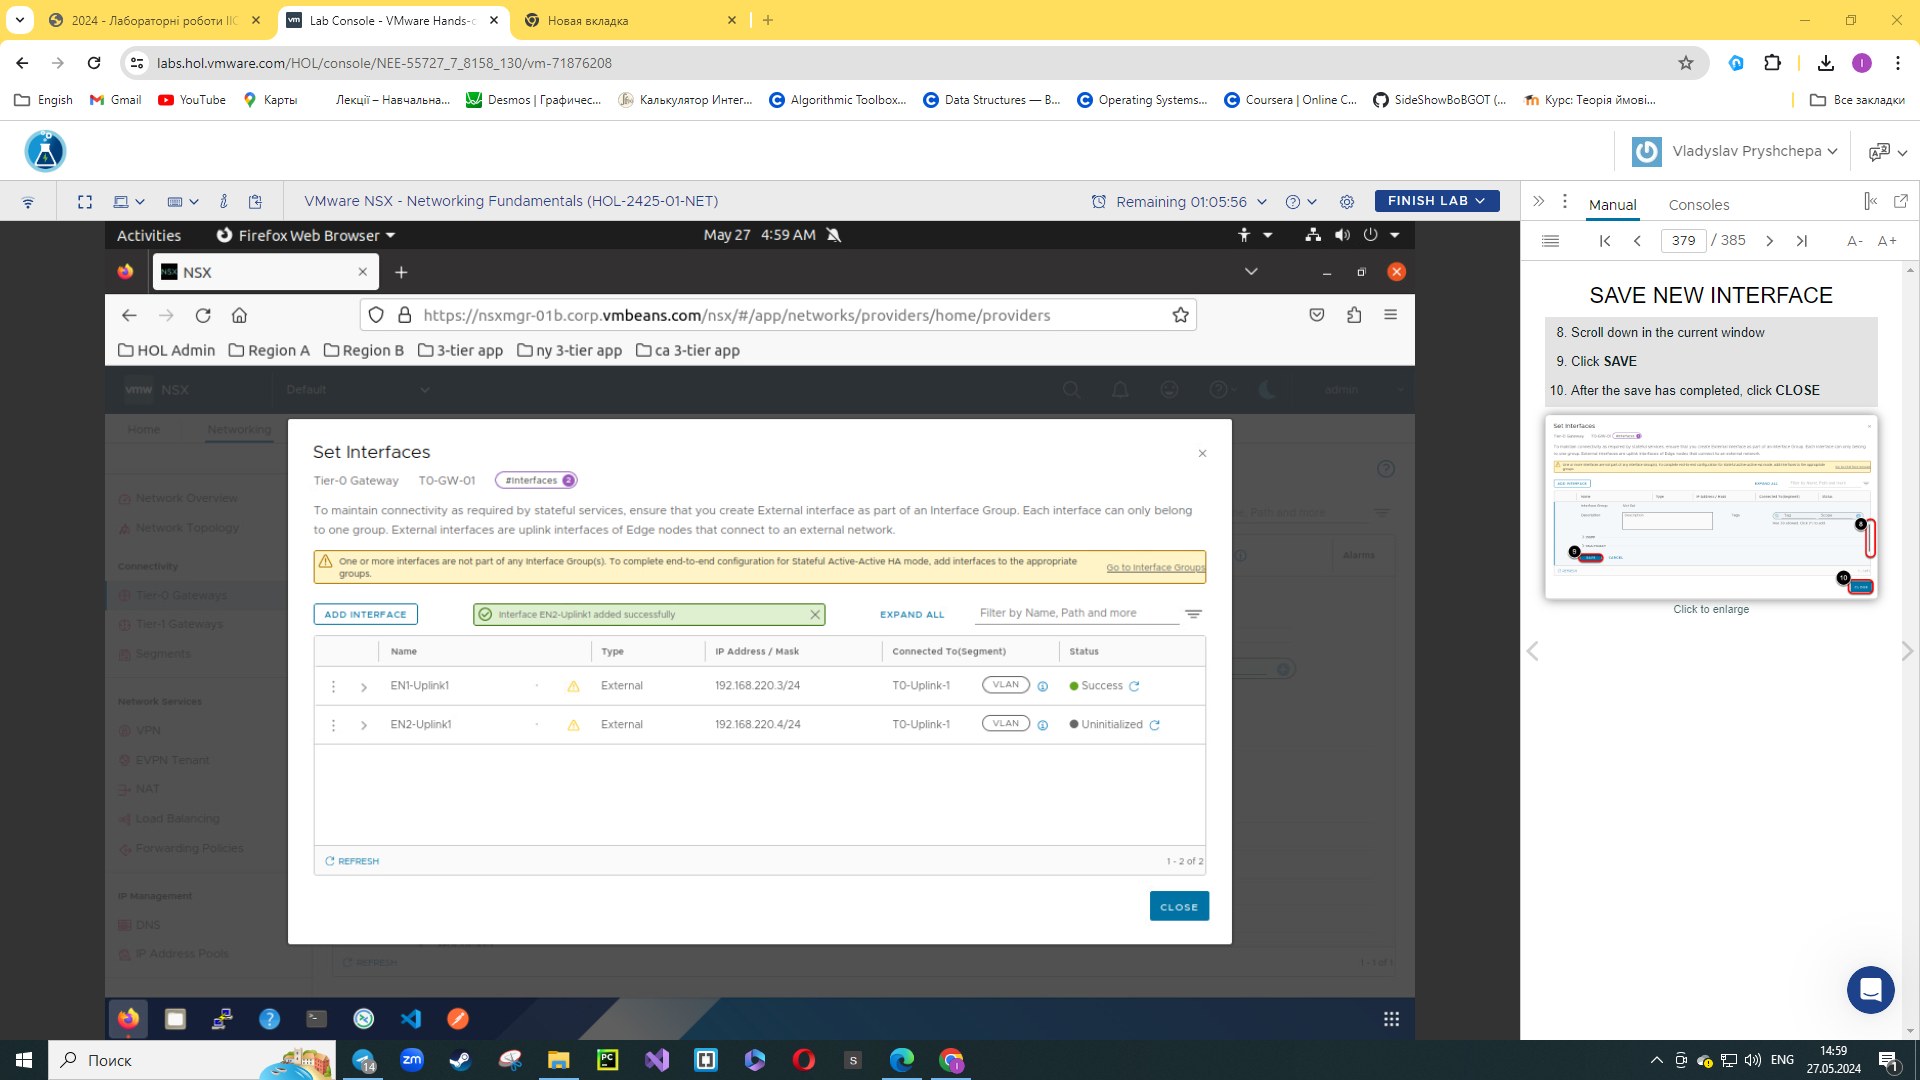 2024 - Лабораторні роботи ІІС
Lab Console - VMware Hands-o
Новая вкладка
labs.hol.vmware.com/HOL/console/NEE-55727_7_8158_130/vm-71876208
Engish
Gmail
YouTube
Карты
Лекції – Навчальна...
Desmos | Графичес...
Калькулятор Интег...
Algorithmic Toolbox...
Data Structures — В...
Operating Systems...
Coursera | Online C...
SideShowBoBGOT (...
Курс: Теорія ймові...
Все закладки
Vladyslav Pryshchepa
VMware NSX - Networking Fundamentals (HOL-2425-01-NET)
Remaining 01:05:56
FINISH LAB
Manual
Consoles
379 / 385
A-
A+
Activities
Firefox Web Browser
May 27 4:59 AM
NSX
https://nsxmgr-01b.corp.vmbeans.com/nsx/#/app/networks/providers/home/providers
HOL Admin
Region A
Region B
3-tier app
ny 3-tier app
ca 3-tier app
vmw NSX
Default
admin
Home
Networking
Network Overview
Network Topology
Connectivity
Tier-0 Gateways
Tier-1 Gateways
Segments
Network Services
VPN
EVPN Tenant
NAT
Load Balancing
Forwarding Policies
IP Management
DNS
IP Address Pools
Alarms
REFRESH
1 - 1 of 1
Set Interfaces
Tier-0 Gateway
T0-GW-01
#Interfaces 2
To maintain connectivity as required by stateful services, ensure that you create External interface as part of an Interface Group. Each interface can only belong
to one group. External interfaces are uplink interfaces of Edge nodes that connect to an external network.
One or more interfaces are not part of any Interface Group(s). To complete end-to-end configuration for Stateful Active-Active HA mode, add interfaces to the appropriate
groups.
Go to Interface Groups
ADD INTERFACE
Interface EN2-Uplink1 added successfully
EXPAND ALL
Filter by Name, Path and more
Name
Type
IP Address / Mask
Connected To(Segment)
Status
EN1-Uplink1
External
192.168.220.3/24
T0-Uplink-1
VLAN
Success
EN2-Uplink1
External
192.168.220.4/24
T0-Uplink-1
VLAN
Uninitialized
REFRESH
1 - 2 of 2
CLOSE
SAVE NEW INTERFACE
8. Scroll down in the current window
9. Click SAVE
10. After the save has completed, click CLOSE
Set Interfaces
8
9
10
Click to enlarge
Поиск
14
ENG
14:59
27.05.2024
1